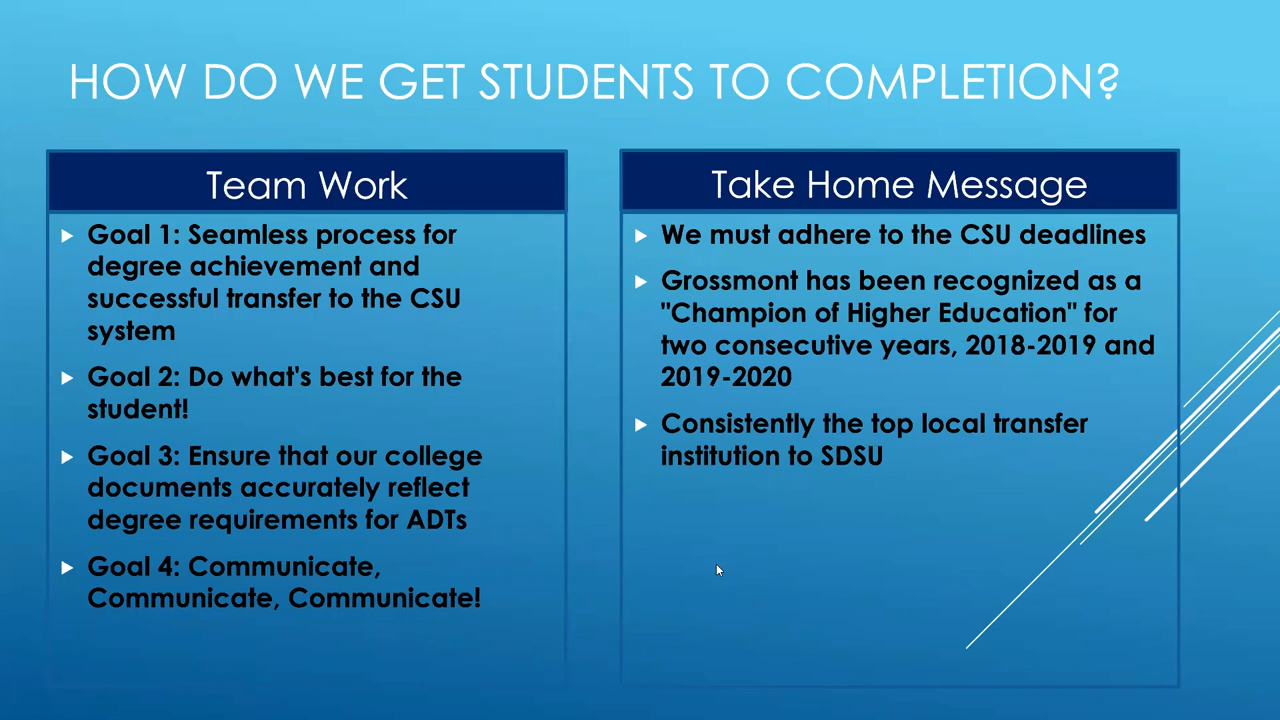 HOW DO WE GET STUDENTS TO COMPLETION?
Team Work
Goal 1: Seamless process for
degree achievement and
successful transfer to the CSU
system
Goal 2: Do what's best for the
student!
Goal 3: Ensure that our college
documents accurately reflect
degree requirements for ADTs
Goal 4: Communicate,
Communicate, Communicate!
Take Home Message
We must adhere to the CSU deadlines
Grossmont has been recognized as a
"Champion of Higher Education" for
two consecutive years, 2018-2019 and
2019-2020
Consistently the top local transfer
institution to SDSU